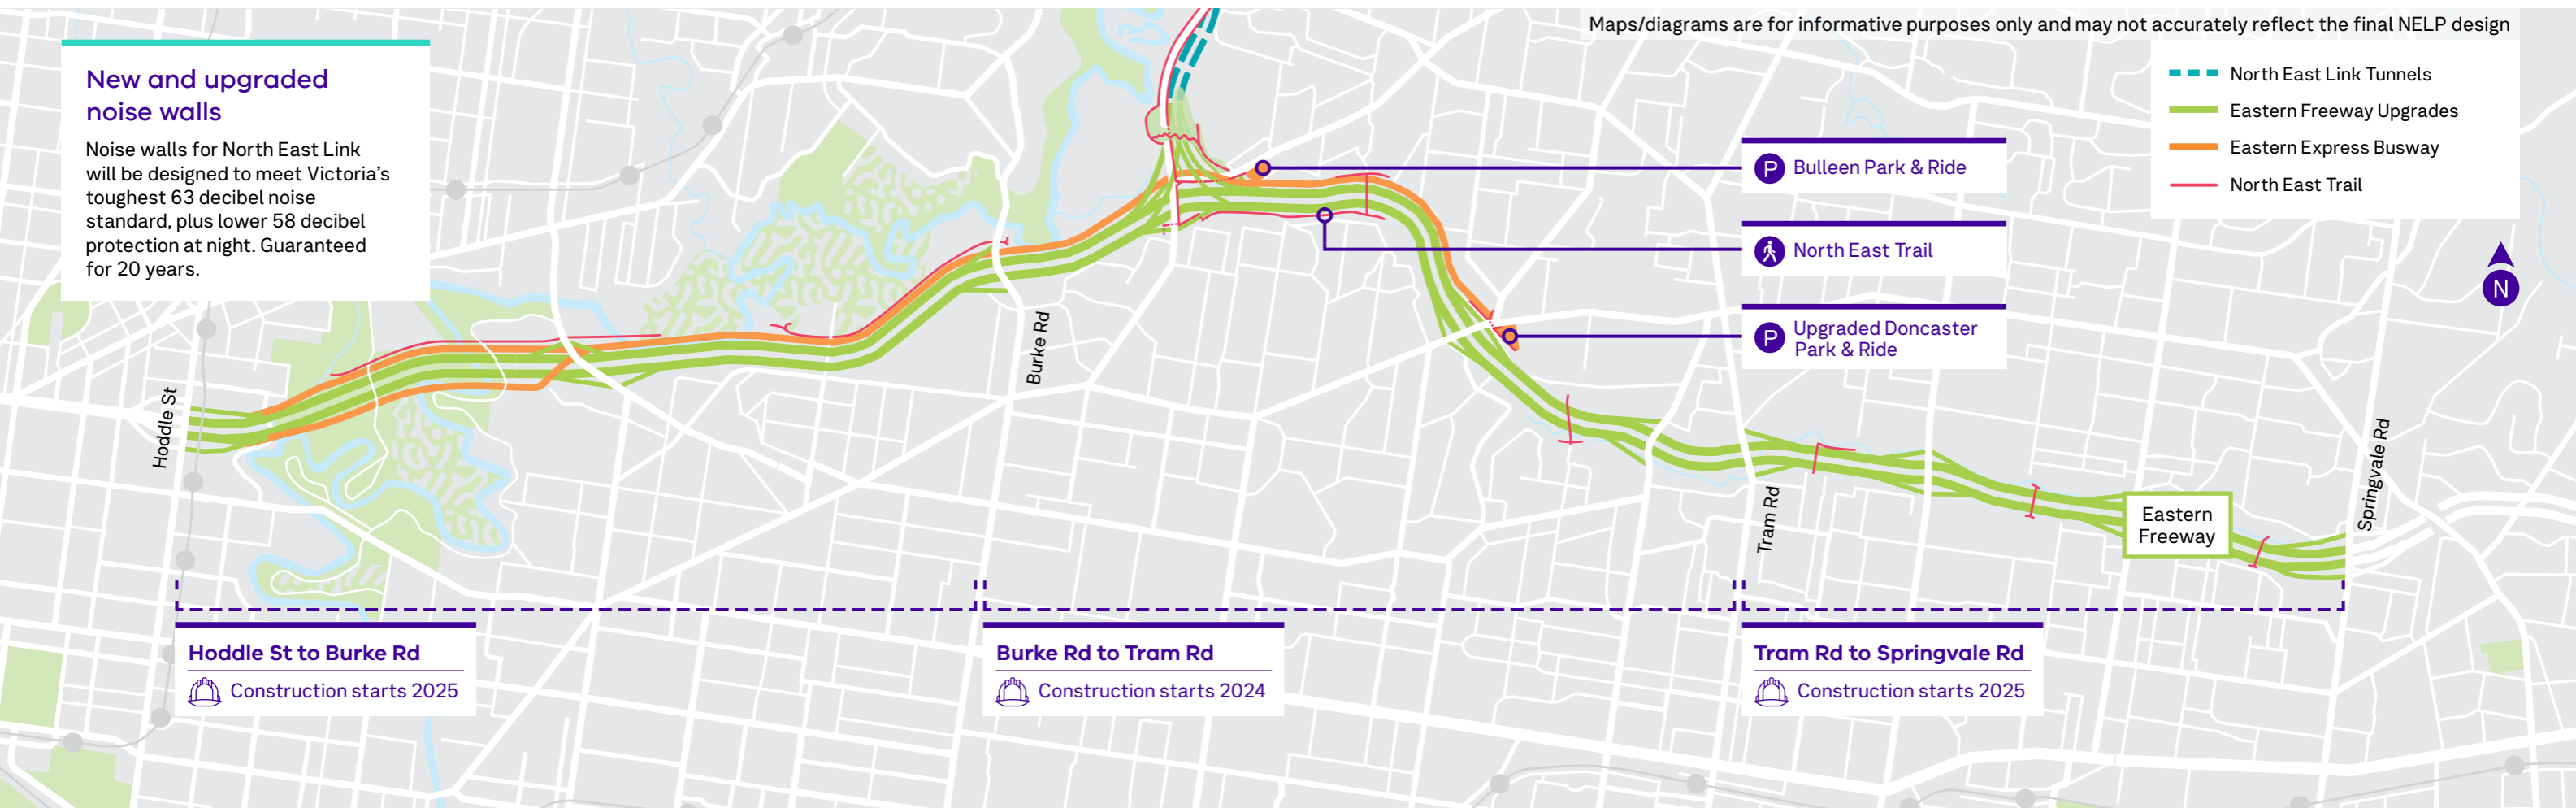 Maps/diagrams are for informative purposes only and may not accurately reflect the final NELP design
New and upgraded
noise walls
Noise walls for North East Link
will be designed to meet Victoria's
toughest 63 decibel noise
standard, plus lower 58 decibel
protection at night. Guaranteed
for 20 years.
North East Link Tunnels
Eastern Freeway Upgrades
Eastern Express Busway
North East Trail
P Bulleen Park & Ride
North East Trail
P Upgraded Doncaster
Park & Ride
N
Hoddle St
Burke Rd
Tram Rd
Springvale Rd
Eastern
Freeway
Hoddle St to Burke Rd
Construction starts 2025
Burke Rd to Tram Rd
Construction starts 2024
Tram Rd to Springvale Rd
Construction starts 2025